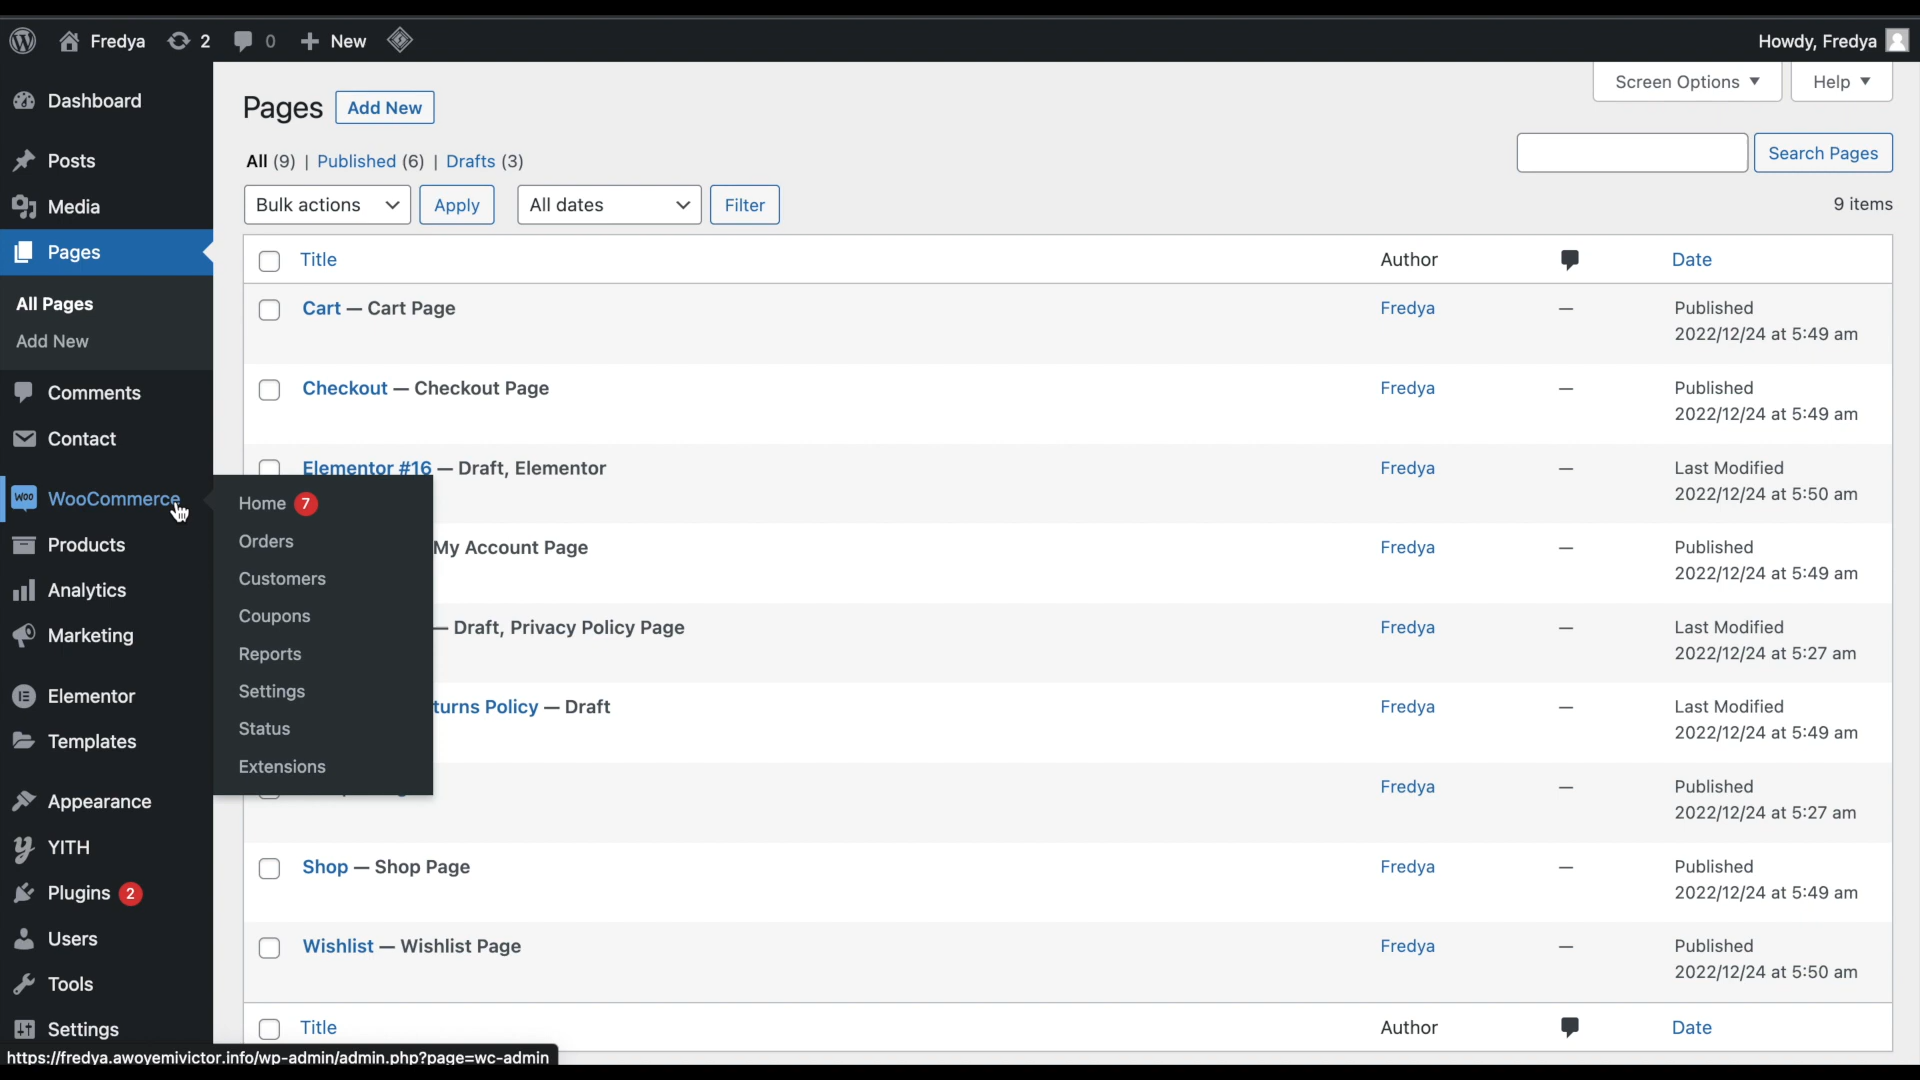 Fredya 2 0 New Howdy, Fredya
Screen Options Help
Dashboard
Posts
Media
Pages
All Pages
Add New
Comments
Contact
WooCommerce
Products
Analytics
Marketing
Elementor
Templates
Appearance
YITH
Plugins 2
Users
Tools
Settings
Home 7
Orders
Customers
Coupons
Reports
Settings
Status
Extensions
Pages Add New
All (9) | Published (6) | Drafts (3)
Search Pages
Bulk actions Apply All dates Filter 9 items
Title Author Date
Cart — Cart Page Fredya — Published
2022/12/24 at 5:49 am
Checkout — Checkout Page Fredya — Published
2022/12/24 at 5:49 am
Elementor #16 — Draft, Elementor Fredya — Last Modified
2022/12/24 at 5:50 am
My Account Page Fredya — Published
2022/12/24 at 5:49 am
— Draft, Privacy Policy Page Fredya — Last Modified
2022/12/24 at 5:27 am
turns Policy — Draft Fredya — Last Modified
2022/12/24 at 5:49 am
Fredya — Published
2022/12/24 at 5:27 am
Shop — Shop Page Fredya — Published
2022/12/24 at 5:49 am
Wishlist — Wishlist Page Fredya — Published
2022/12/24 at 5:50 am
Title Author Date
https://fredya.awoyemivictor.info/wp-admin/admin.php?page=wc-admin